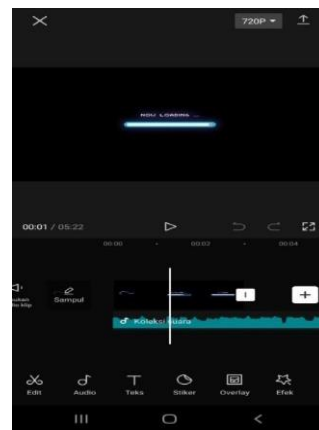 720P
NOW LOADING ...
00:01 / 05:22
00:00 00:02 00:04
Sampul
Koleksi suara
Edit Audio Teks Stiker Overlay Efek